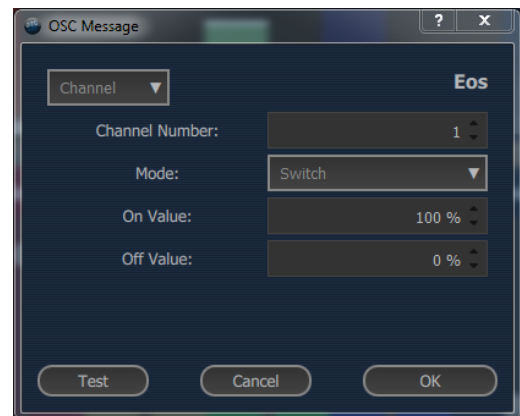 OSC Message
? X
Channel
Eos
Channel Number: 1
Mode: Switch
On Value: 100 %
Off Value: 0 %
Test Cancel OK